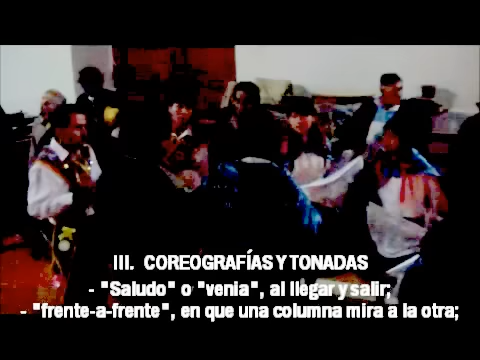 III. COREOGRAFÍAS Y TONADAS
- "Saludo" o "venia", al llegar y salir;
- "frente-a-frente", en que una columna mira a la otra;